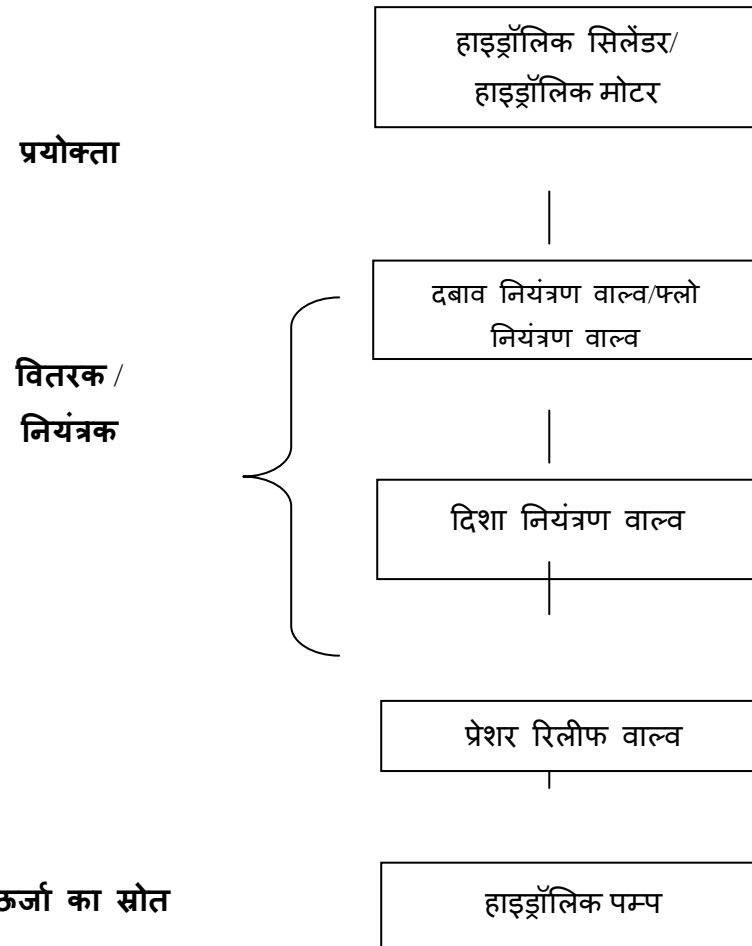 हाइड्रॉलिक सिलेंडर/
हाइड्रॉलिक मोटर
प्रयोक्ता
दबाव नियंत्रण वाल्व/फ्लो
नियंत्रण वाल्व
वितरक /
नियंत्रक
दिशा नियंत्रण वाल्व
प्रेशर रिलीफ वाल्व
ऊर्जा का स्रोत
हाइड्रॉलिक पम्प